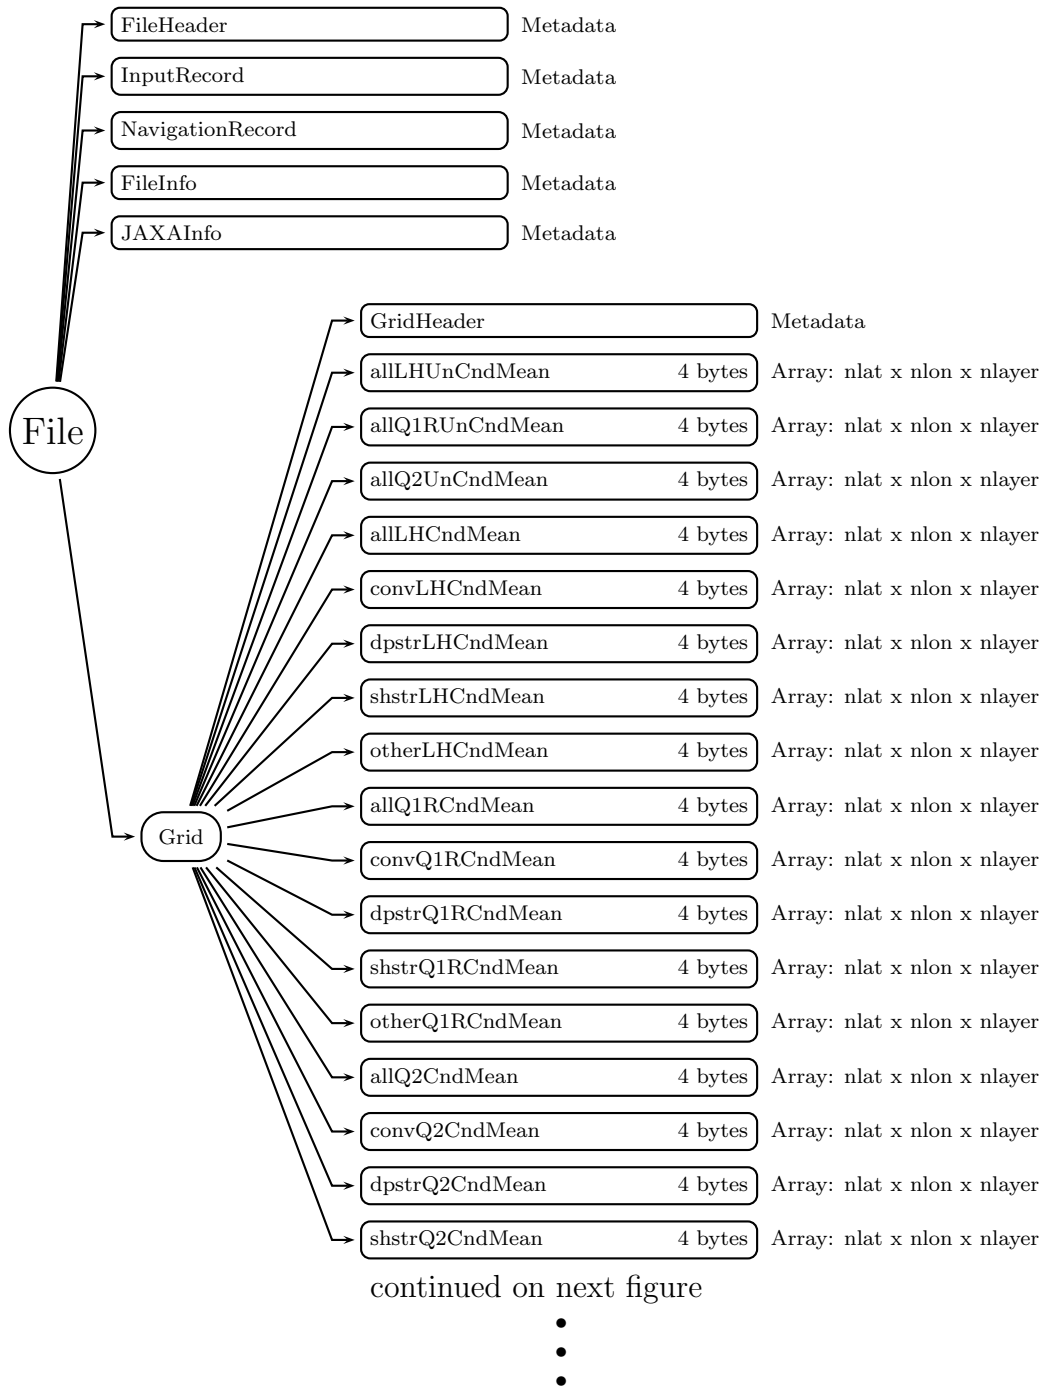 FileHeader Metadata
InputRecord Metadata
NavigationRecord Metadata
FileInfo Metadata
JAXAInfo Metadata
GridHeader Metadata
allLHUnCndMean 4 bytes Array: nlat x nlon x nlayer
File
allQ1RUnCndMean 4 bytes Array: nlat x nlon x nlayer
allQ2UnCndMean 4 bytes Array: nlat x nlon x nlayer
allLHCndMean 4 bytes Array: nlat x nlon x nlayer
convLHCndMean 4 bytes Array: nlat x nlon x nlayer
dpstrLHCndMean 4 bytes Array: nlat x nlon x nlayer
shstrLHCndMean 4 bytes Array: nlat x nlon x nlayer
otherLHCndMean 4 bytes Array: nlat x nlon x nlayer
allQ1RCndMean 4 bytes Array: nlat x nlon x nlayer
Grid
convQ1RCndMean 4 bytes Array: nlat x nlon x nlayer
dpstrQ1RCndMean 4 bytes Array: nlat x nlon x nlayer
shstrQ1RCndMean 4 bytes Array: nlat x nlon x nlayer
otherQ1RCndMean 4 bytes Array: nlat x nlon x nlayer
allQ2CndMean 4 bytes Array: nlat x nlon x nlayer
convQ2CndMean 4 bytes Array: nlat x nlon x nlayer
dpstrQ2CndMean 4 bytes Array: nlat x nlon x nlayer
shstrQ2CndMean 4 bytes Array: nlat x nlon x nlayer
continued on next figure